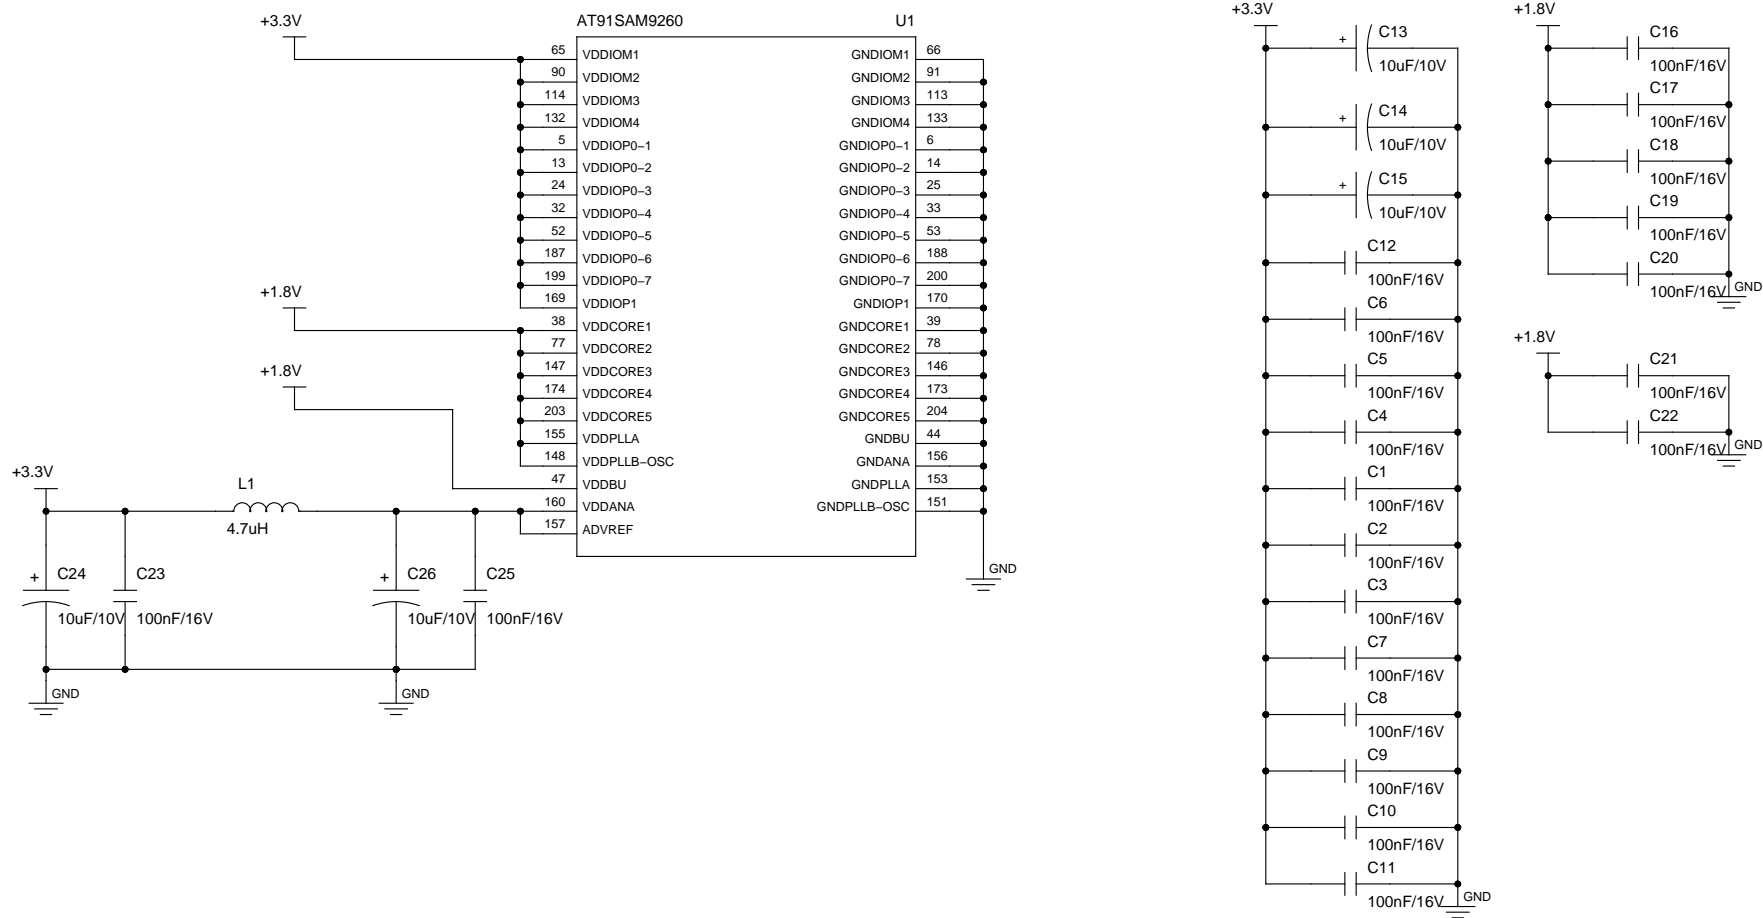 +3.3V
AT91SAM9260 U1
65 VDDIOM1 GNDIOM1 66
90 VDDIOM2 GNDIOM2 91
114 VDDIOM3 GNDIOM3 113
132 VDDIOM4 GNDIOM4 133
5 VDDIOP0−1 GNDIOP0−1 6
13 VDDIOP0−2 GNDIOP0−2 14
24 VDDIOP0−3 GNDIOP0−3 25
32 VDDIOP0−4 GNDIOP0−4 33
52 VDDIOP0−5 GNDIOP0−5 53
187 VDDIOP0−6 GNDIOP0−6 188
199 VDDIOP0−7 GNDIOP0−7 200
169 VDDIOP1 GNDIOP1 170
+1.8V
38 VDDCORE1 GNDCORE1 39
77 VDDCORE2 GNDCORE2 78
+1.8V
147 VDDCORE3 GNDCORE3 146
174 VDDCORE4 GNDCORE4 173
203 VDDCORE5 GNDCORE5 204
155 VDDPLLA GNDBU 44
148 VDDPLLB−OSC GNDANA 156
47 VDDBU GNDPLLA 153
160 VDDANA GNDPLLB−OSC 151
157 ADVREF
GND
+3.3V
L1
4.7uH
+ C24
10uF/10V
C23
100nF/16V
+ C26
10uF/10V
C25
100nF/16V
GND
GND
+3.3V
+ C13
10uF/10V
+ C14
10uF/10V
+ C15
10uF/10V
C12
100nF/16V
C6
100nF/16V
C5
100nF/16V
C4
100nF/16V
C1
100nF/16V
C2
100nF/16V
C3
100nF/16V
C7
100nF/16V
C8
100nF/16V
C9
100nF/16V
C10
100nF/16V
C11
100nF/16V
GND
+1.8V
C16
100nF/16V
C17
100nF/16V
C18
100nF/16V
C19
100nF/16V
C20
100nF/16V
GND
+1.8V
C21
100nF/16V
C22
100nF/16V
GND